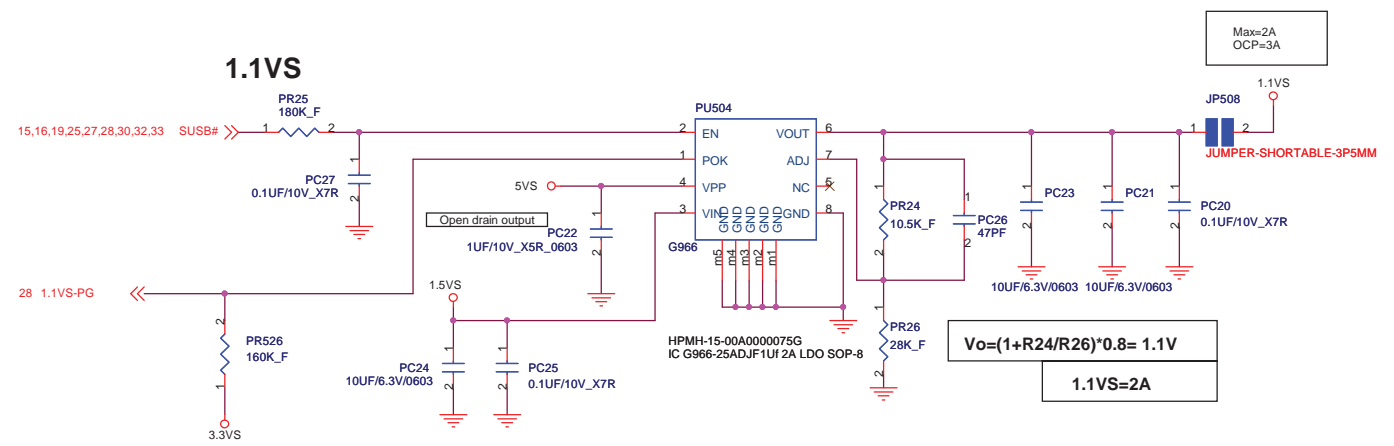 Max=2A
OCP=3A
1.1VS
1.1VS
JP508
1
2
JUMPER-SHORTABLE-3P5MM
PR25
180K_F
15,16,19,25,27,28,30,32,33
SUSB#
1
2
PC27
0.1UF/10V_X7R
1
2
PU504
2
EN
1
POK
4
VPP
3
VIN
VOUT
6
ADJ
7
NC
5
GND
8
GND
GND
GND
GND
GND
m5
m4
m3
m2
m1
G966
5VS
Open drain output
PC22
1UF/10V_X5R_0603
1
2
PR24
10.5K_F
1
2
PC26
47PF
1
2
PC23
1
2
10UF/6.3V/0603
PC21
1
2
10UF/6.3V/0603
PC20
0.1UF/10V_X7R
1
2
28
1.1VS-PG
1.5VS
PR526
160K_F
2
1
3.3VS
PC24
10UF/6.3V/0603
1
2
PC25
0.1UF/10V_X7R
1
2
HPMH-15-00A0000075G
IC G966-25ADJF1Uf 2A LDO SOP-8
PR26
28K_F
1
2
Vo=(1+R24/R26)*0.8= 1.1V
1.1VS=2A